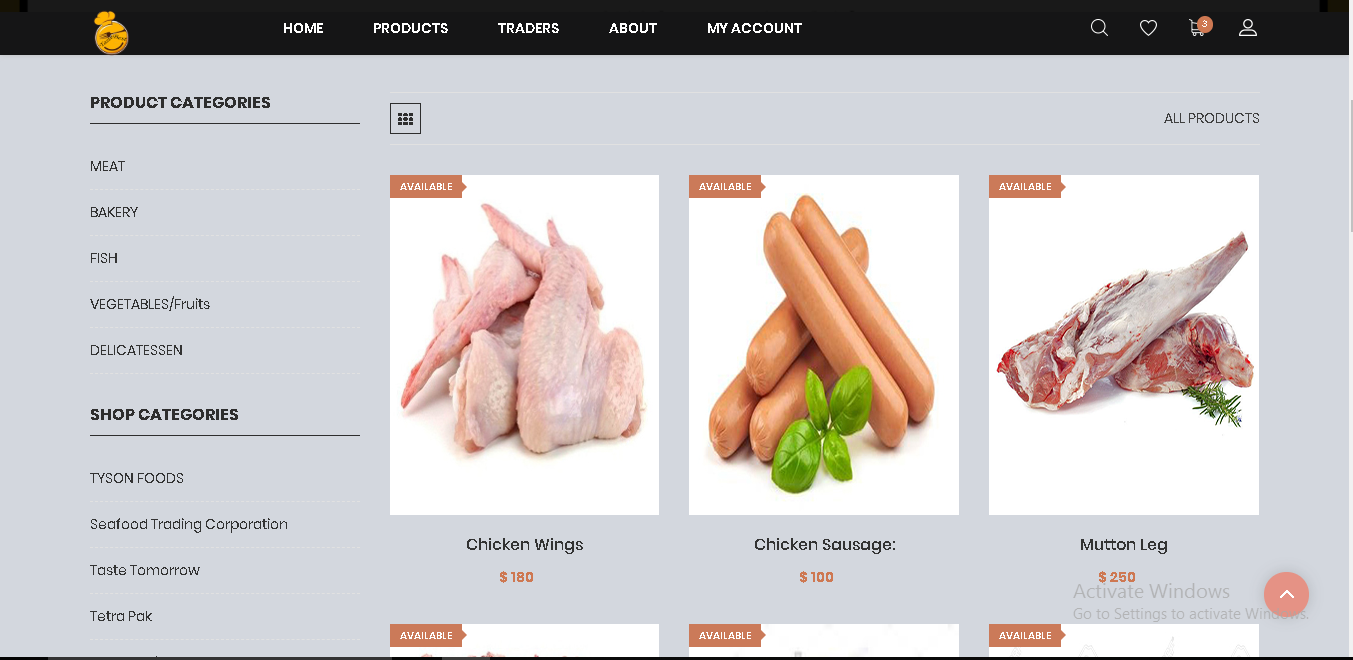 HOME PRODUCTS TRADERS ABOUT MY ACCOUNT 3
PRODUCT CATEGORIES
MEAT
BAKERY
FISH
VEGETABLES/Fruits
DELICATESSEN
SHOP CATEGORIES
TYSON FOODS
Seafood Trading Corporation
Taste Tomorrow
Tetra Pak
ALL PRODUCTS
AVAILABLE AVAILABLE AVAILABLE
Chicken Wings Chicken Sausage: Mutton Leg
$ 180 $ 100 $ 250
Activate Windows
Go to Settings to activate Windows.
AVAILABLE AVAILABLE AVAILABLE